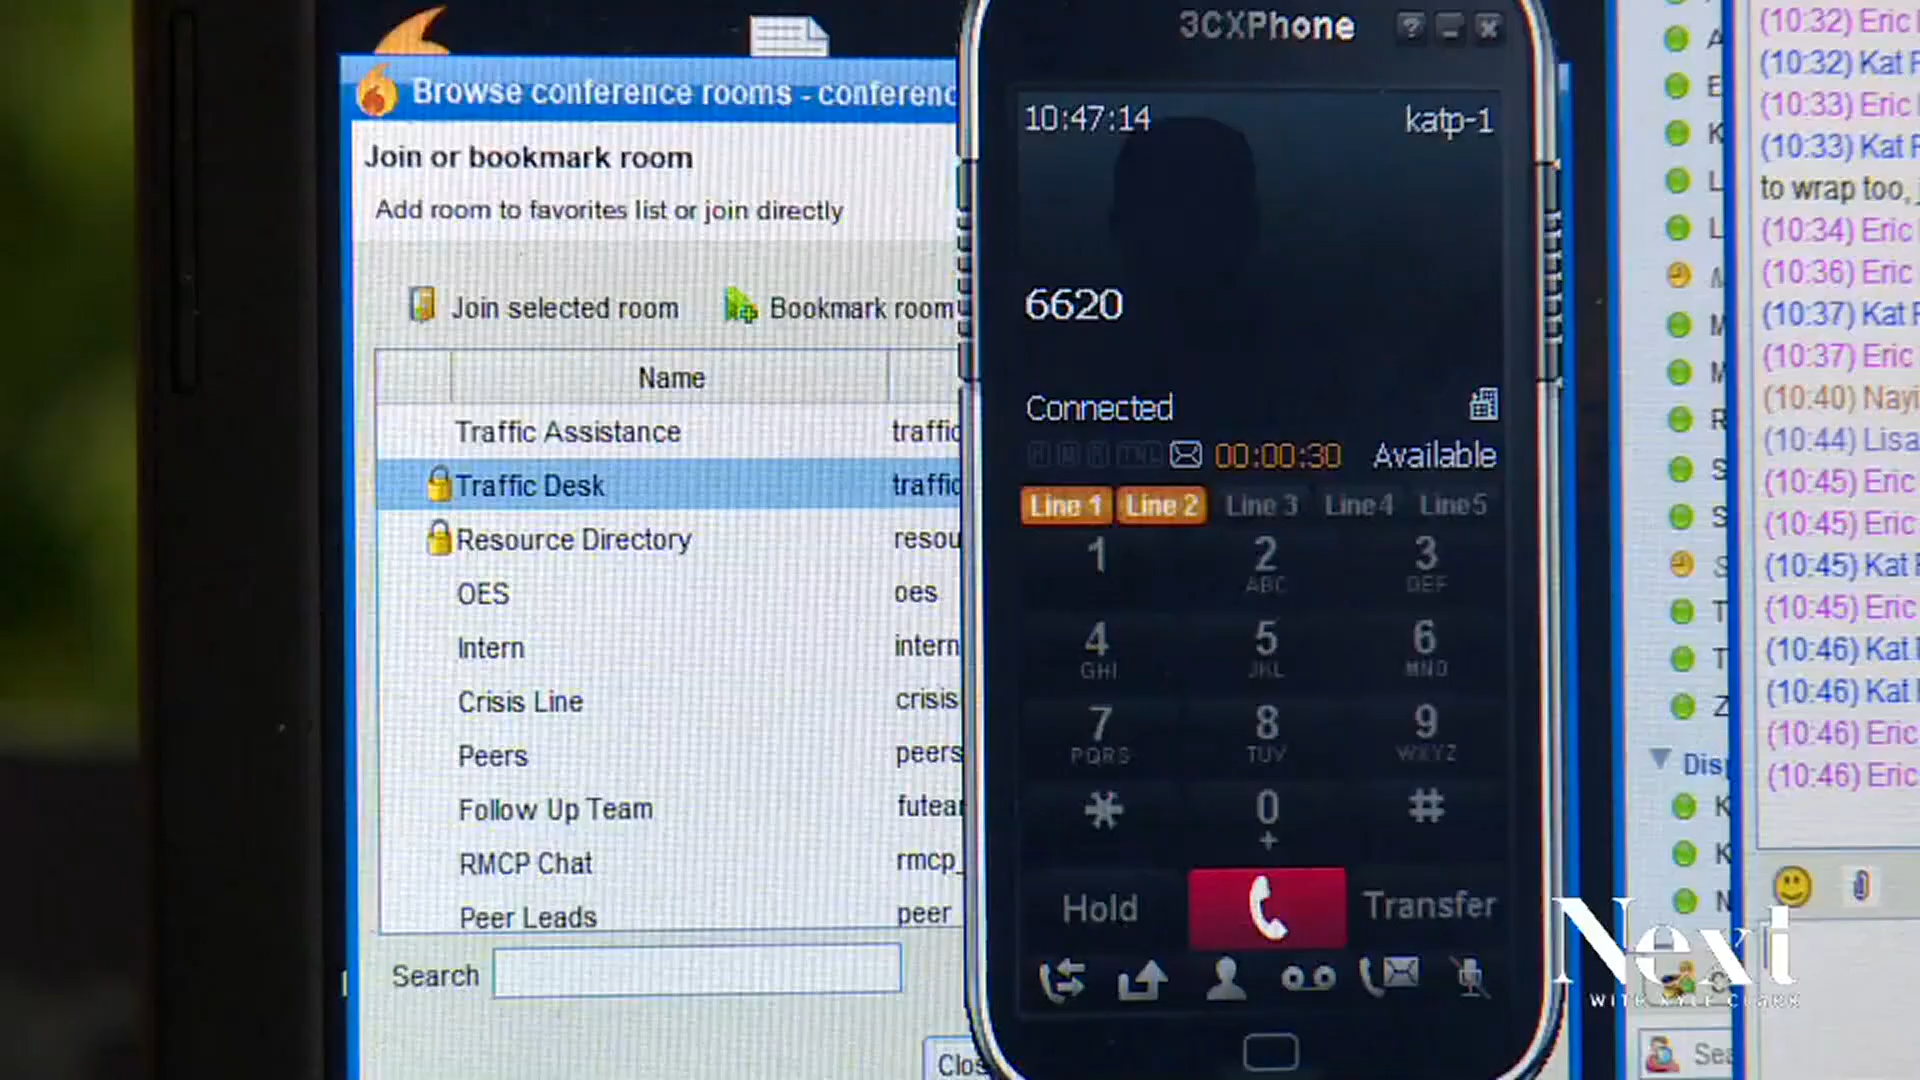 Browse conference rooms - conferenc
Join or bookmark room
Add room to favorites list or join directly
Join selected room
Bookmark room
Name
Traffic Assistance traffic
Traffic Desk traffic
Resource Directory resou
OES oes
Intern intern
Crisis Line crisis
Peers peers
Follow Up Team futear
RMCP Chat rmcp_
Peer Leads peer
Search
Clos
3CXPhone
?
10:47:14 katp-1
6620
Connected
00:00:30 Available
Line 1 Line 2 Line 3 Line 4 Line 5
1 2 3
ABC DEF
4 5 6
GHI JKL MNO
7 8 9
PQRS TUV WXYZ
* 0 #
+
Hold Transfer
A
E
K
L
L
M
M
M
R
S
S
S
T
T
Z
Dis
K
K
N
Sea
(10:32) Eric
(10:32) Kat
(10:33) Eric
(10:33) Kat
to wrap too,
(10:34) Eric
(10:36) Eric
(10:37) Kat
(10:37) Eric
(10:40) Nayi
(10:44) Lisa
(10:45) Eric
(10:45) Eric
(10:45) Kat
(10:45) Eric
(10:46) Kat
(10:46) Kat
(10:46) Eric
(10:46) Eric
Next
WITH KYLE CLARK